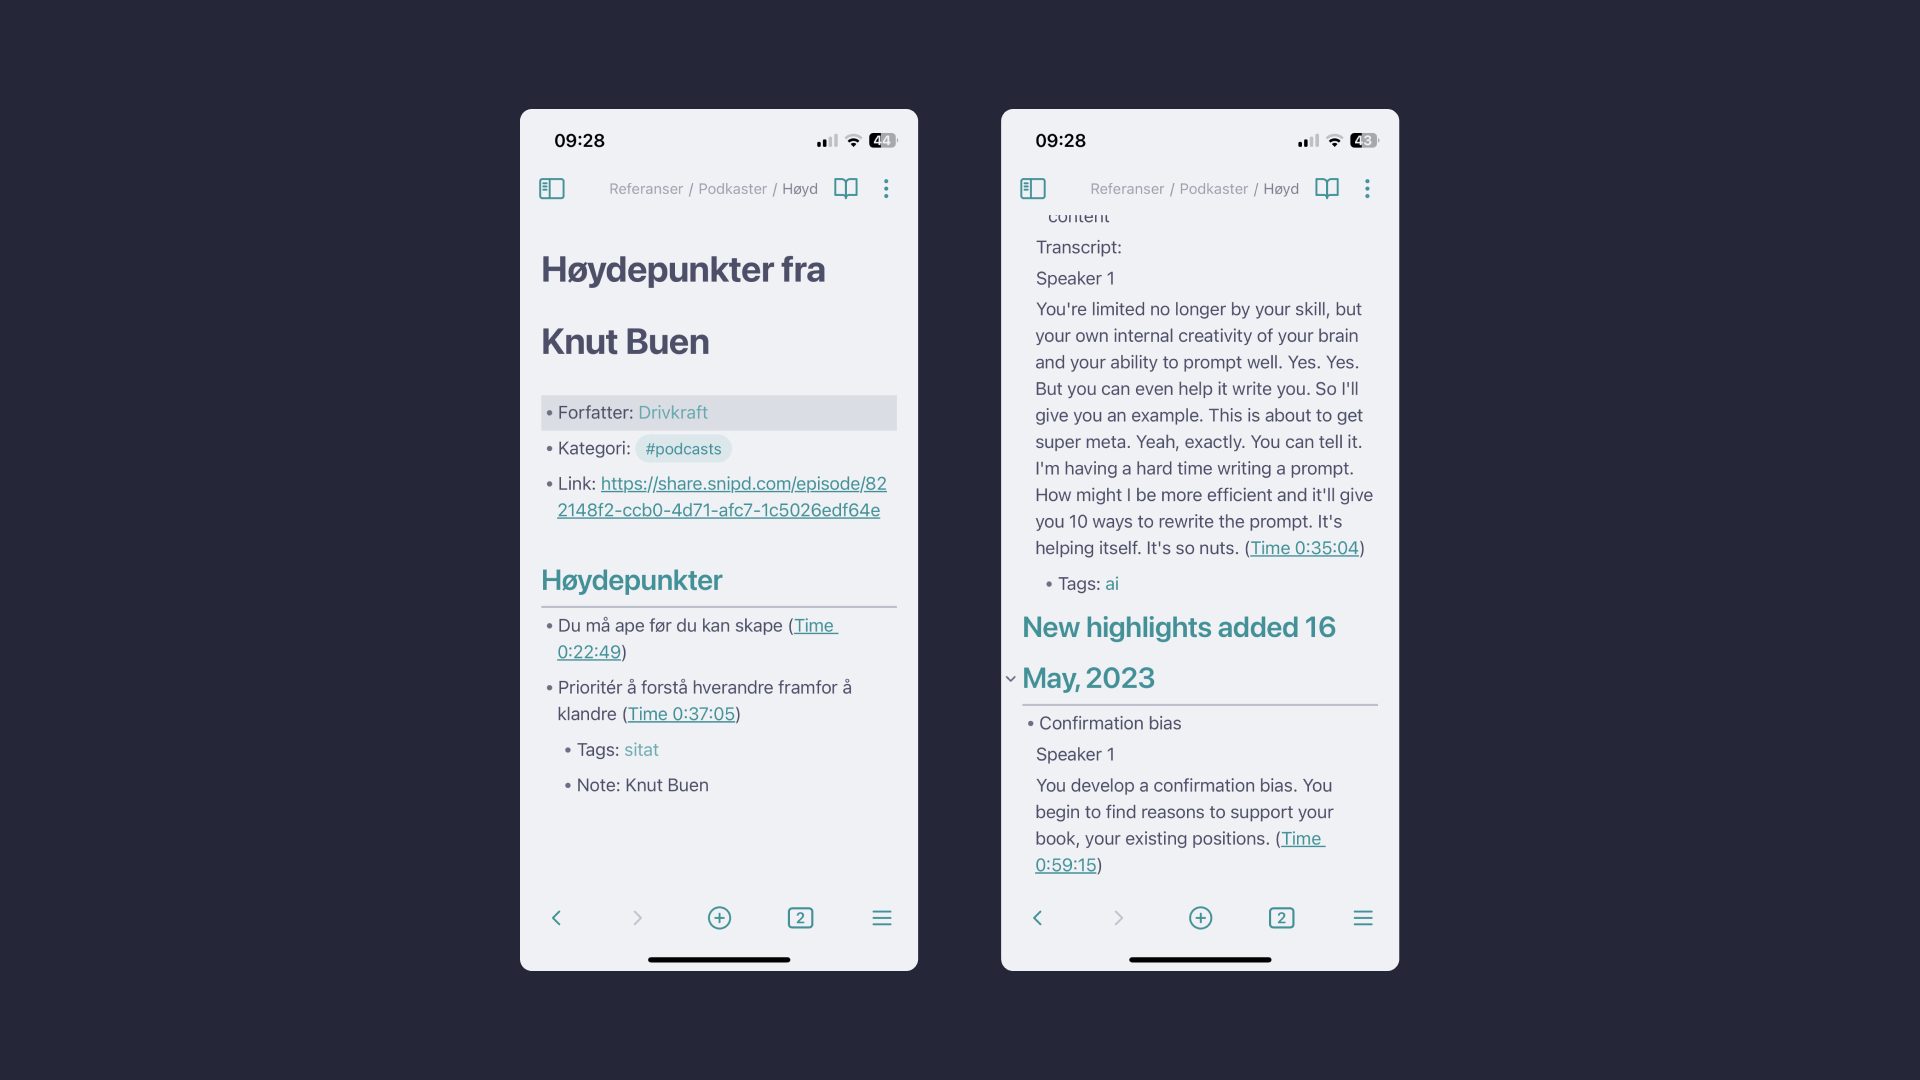 09:28
44
Referanser / Podkaster / Høyd
Høydepunkter fra
Knut Buen
• Forfatter: Drivkraft
• Kategori: #podcasts
• Link: https://share.snipd.com/episode/82
2148f2-ccb0-4d71-afc7-1c5026edf64e
Høydepunkter
• Du må ape før du kan skape (Time
0:22:49)
• Prioritér å forstå hverandre framfor å
klandre (Time 0:37:05)
• Tags: sitat
• Note: Knut Buen
2
09:28
43
Referanser / Podkaster / Høyd
content
Transcript:
Speaker 1
You're limited no longer by your skill, but
your own internal creativity of your brain
and your ability to prompt well. Yes. Yes.
But you can even help it write you. So I'll
give you an example. This is about to get
super meta. Yeah, exactly. You can tell it.
I'm having a hard time writing a prompt.
How might I be more efficient and it'll give
you 10 ways to rewrite the prompt. It's
helping itself. It's so nuts. (Time 0:35:04)
• Tags: ai
New highlights added 16
May, 2023
• Confirmation bias
Speaker 1
You develop a confirmation bias. You
begin to find reasons to support your
book, your existing positions. (Time
0:59:15)
2